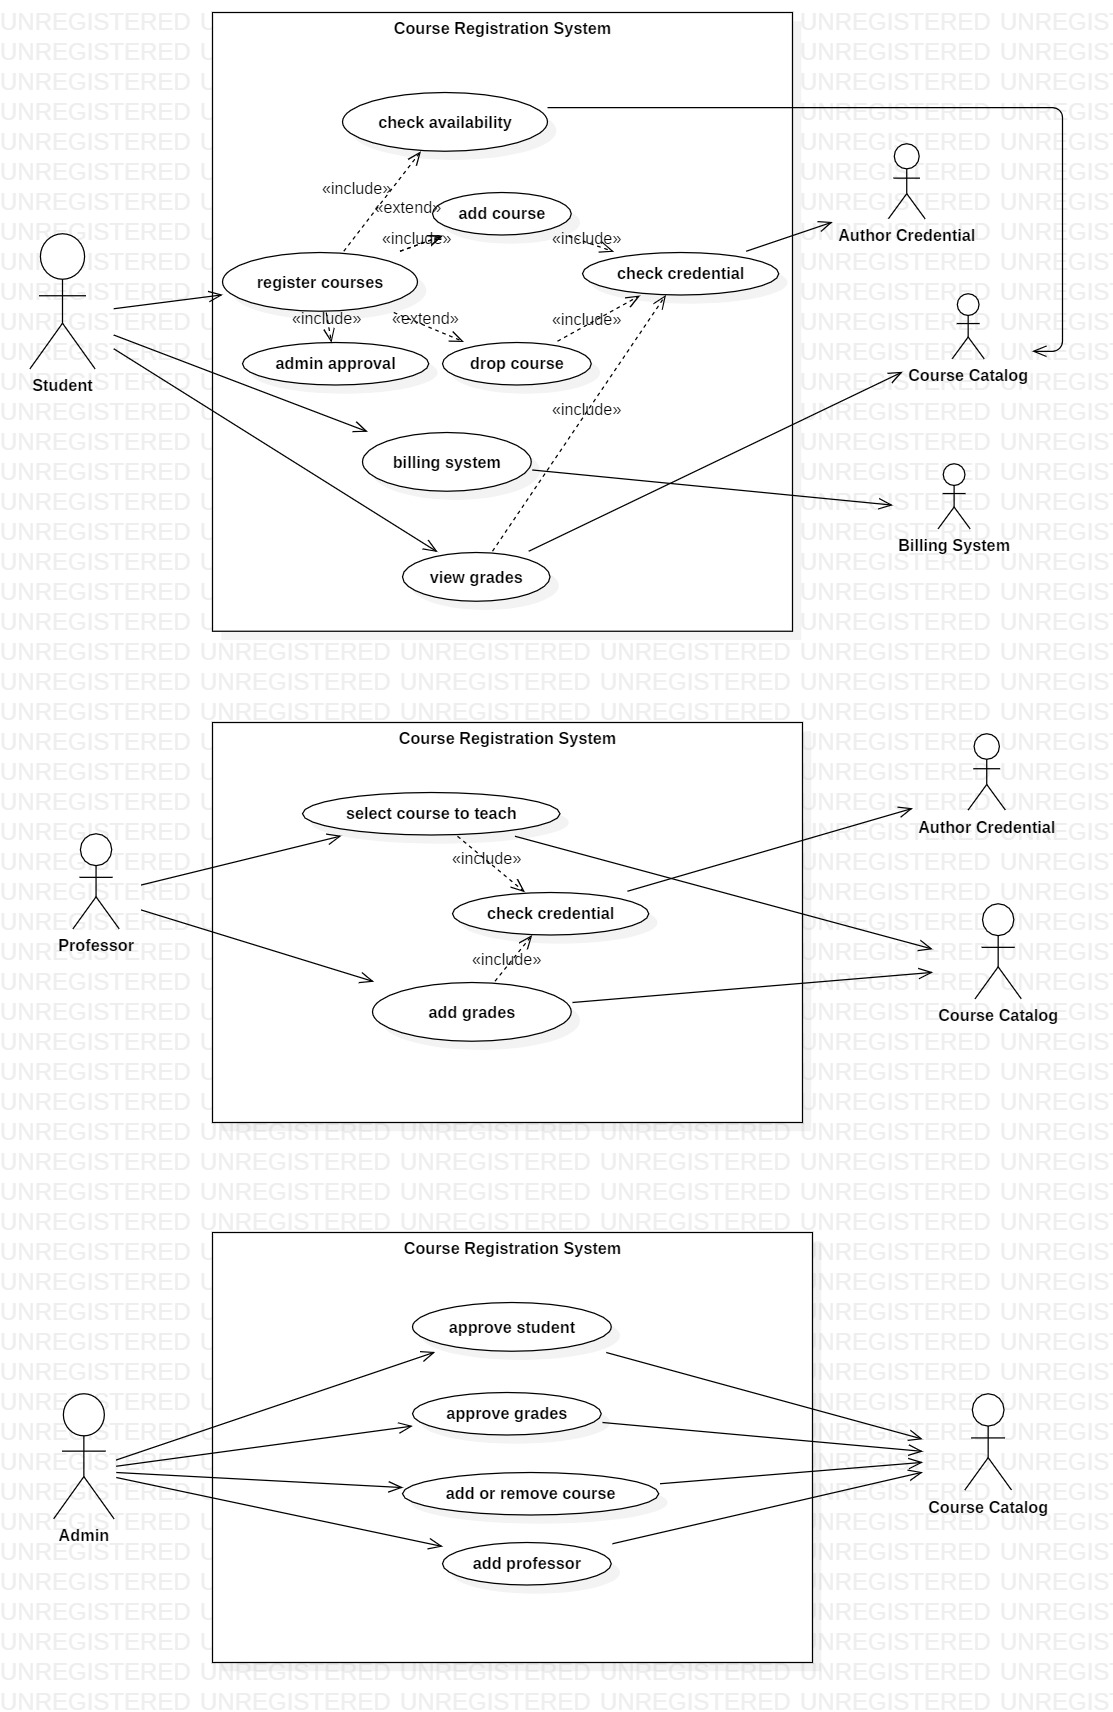 Course Registration System
check availability
«include»
«extend»
add course
«include»
«include»
Author Credential
register courses
check credential
«include»
«extend»
«include»
admin approval
drop course
Student
Course Catalog
«include»
billing system
Billing System
view grades
UNREGISTERED UNREGISTERED UNREGISTERED UNREGISTERED UNREGISTERED UNREGIS
Course Registration System
select course to teach
Author Credential
«include»
check credential
Professor
«include»
add grades
Course Catalog
Course Registration System
approve student
approve grades
add or remove course
Course Catalog
Admin
add professor